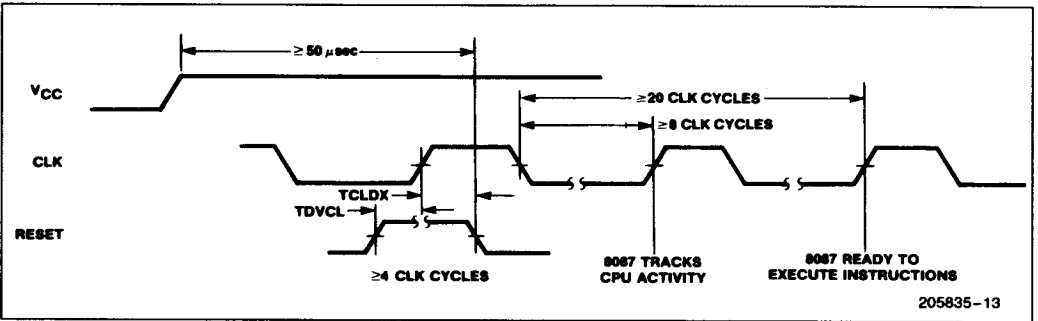 ≥ 50 μsec
VCC
≥20 CLK CYCLES
≥8 CLK CYCLES
CLK
TCLDX
TDVCL
RESET
≥4 CLK CYCLES
8087 TRACKS
CPU ACTIVITY
8087 READY TO
EXECUTE INSTRUCTIONS
205835–13